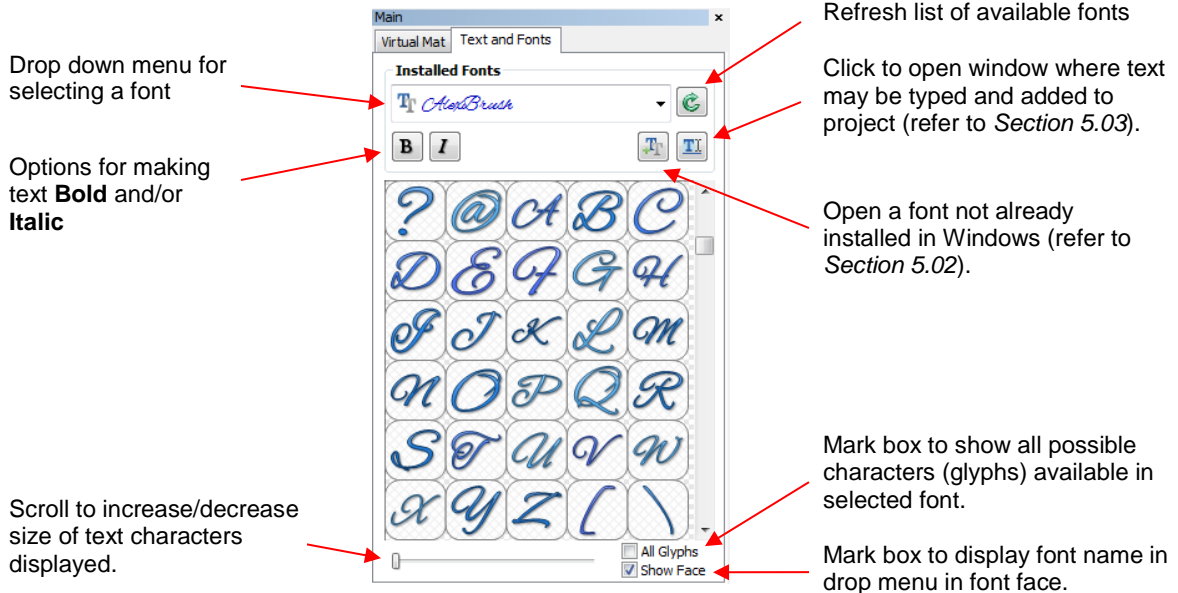 Drop down menu for
selecting a font
Options for making
text Bold and/or
Italic
Scroll to increase/decrease
size of text characters
displayed.
Main
x
Virtual Mat
Text and Fonts
Installed Fonts
AlexBrush
B I
? @ A B C
D E F G H
I J K L M
N O P Q R
S T U V W
X Y Z [ \
All Glyphs
Show Face
Refresh list of available fonts
Click to open window where text
may be typed and added to
project (refer to Section 5.03).
Open a font not already
installed in Windows (refer to
Section 5.02).
Mark box to show all possible
characters (glyphs) available in
selected font.
Mark box to display font name in
drop menu in font face.